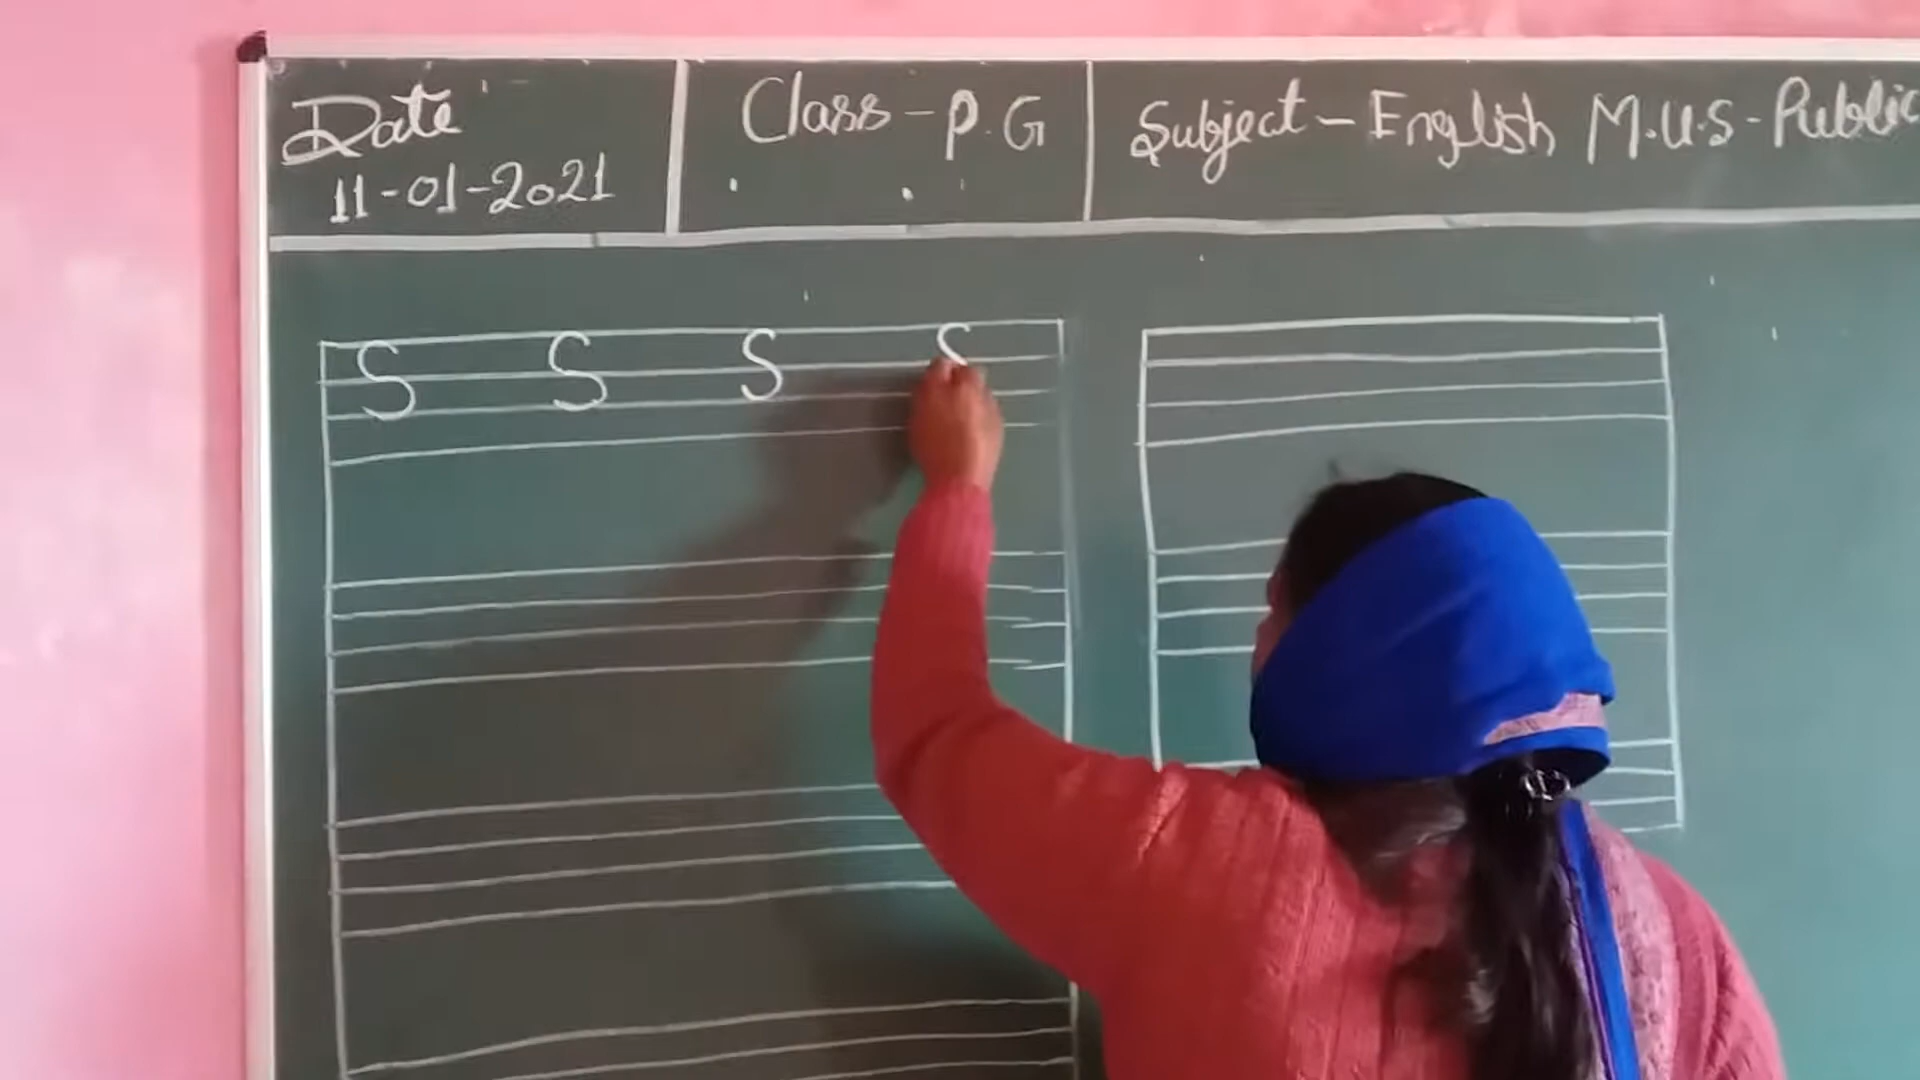 Date
11-01-2021
Class - P.G
Subject - English M.U.S - Public
S S S S